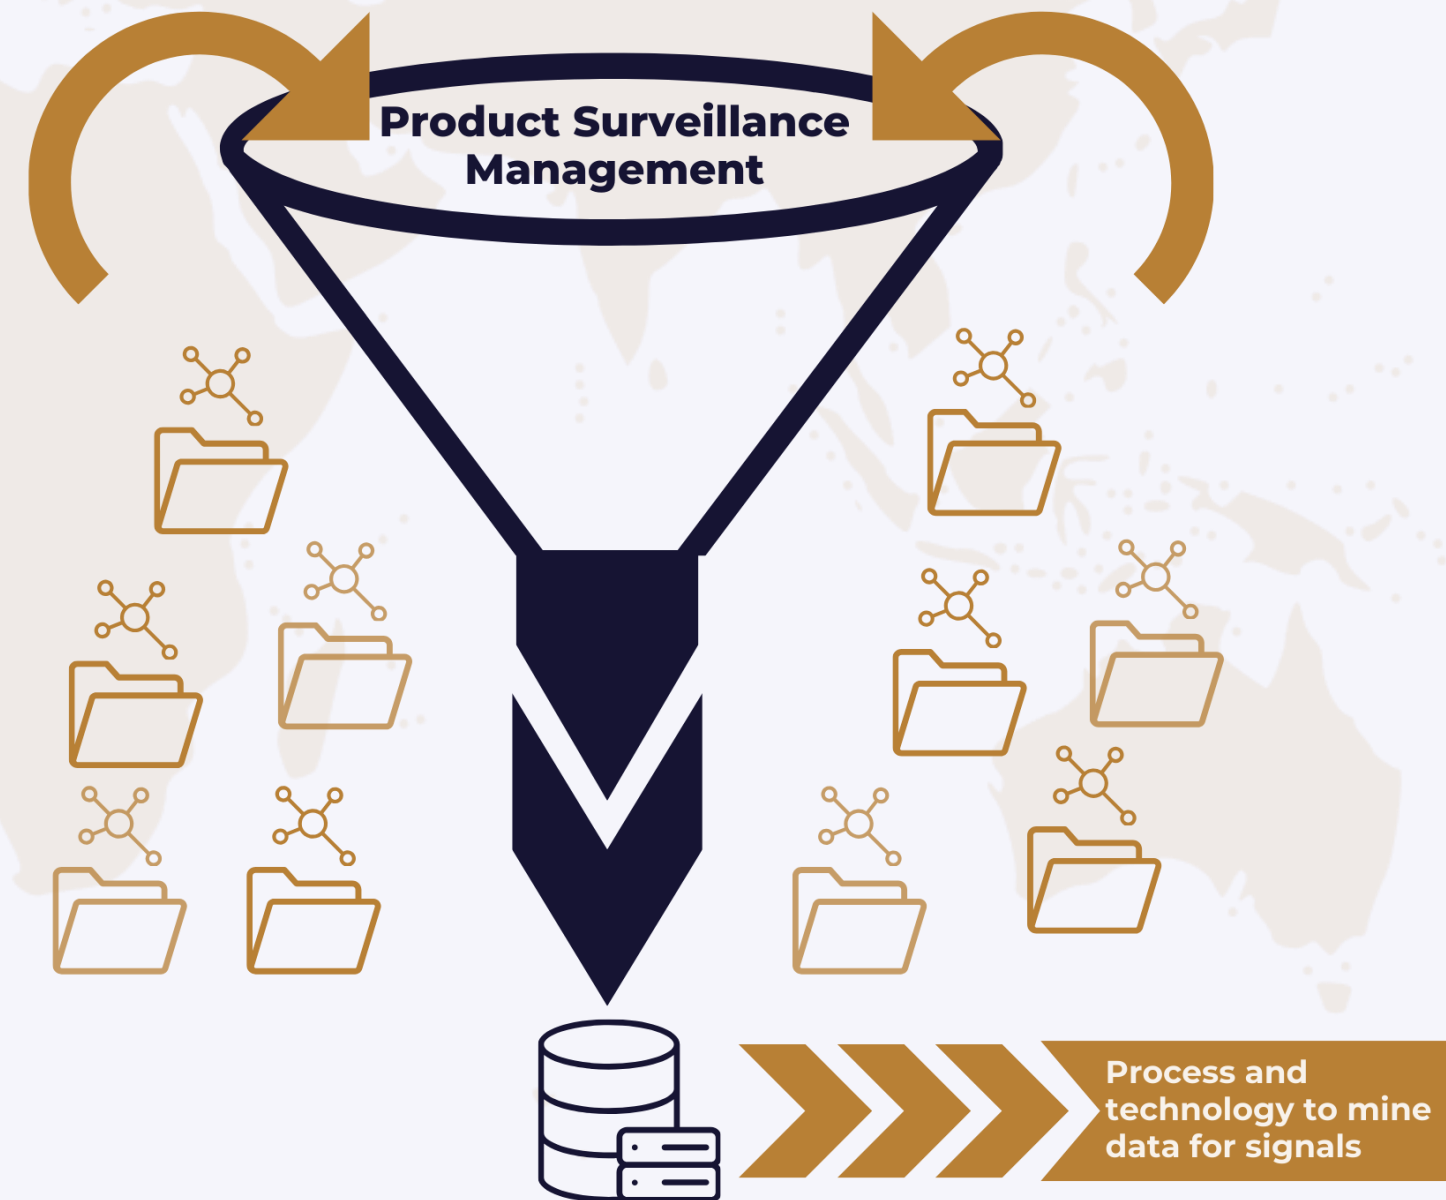 Product Surveillance
Management
Process and
technology to mine
data for signals